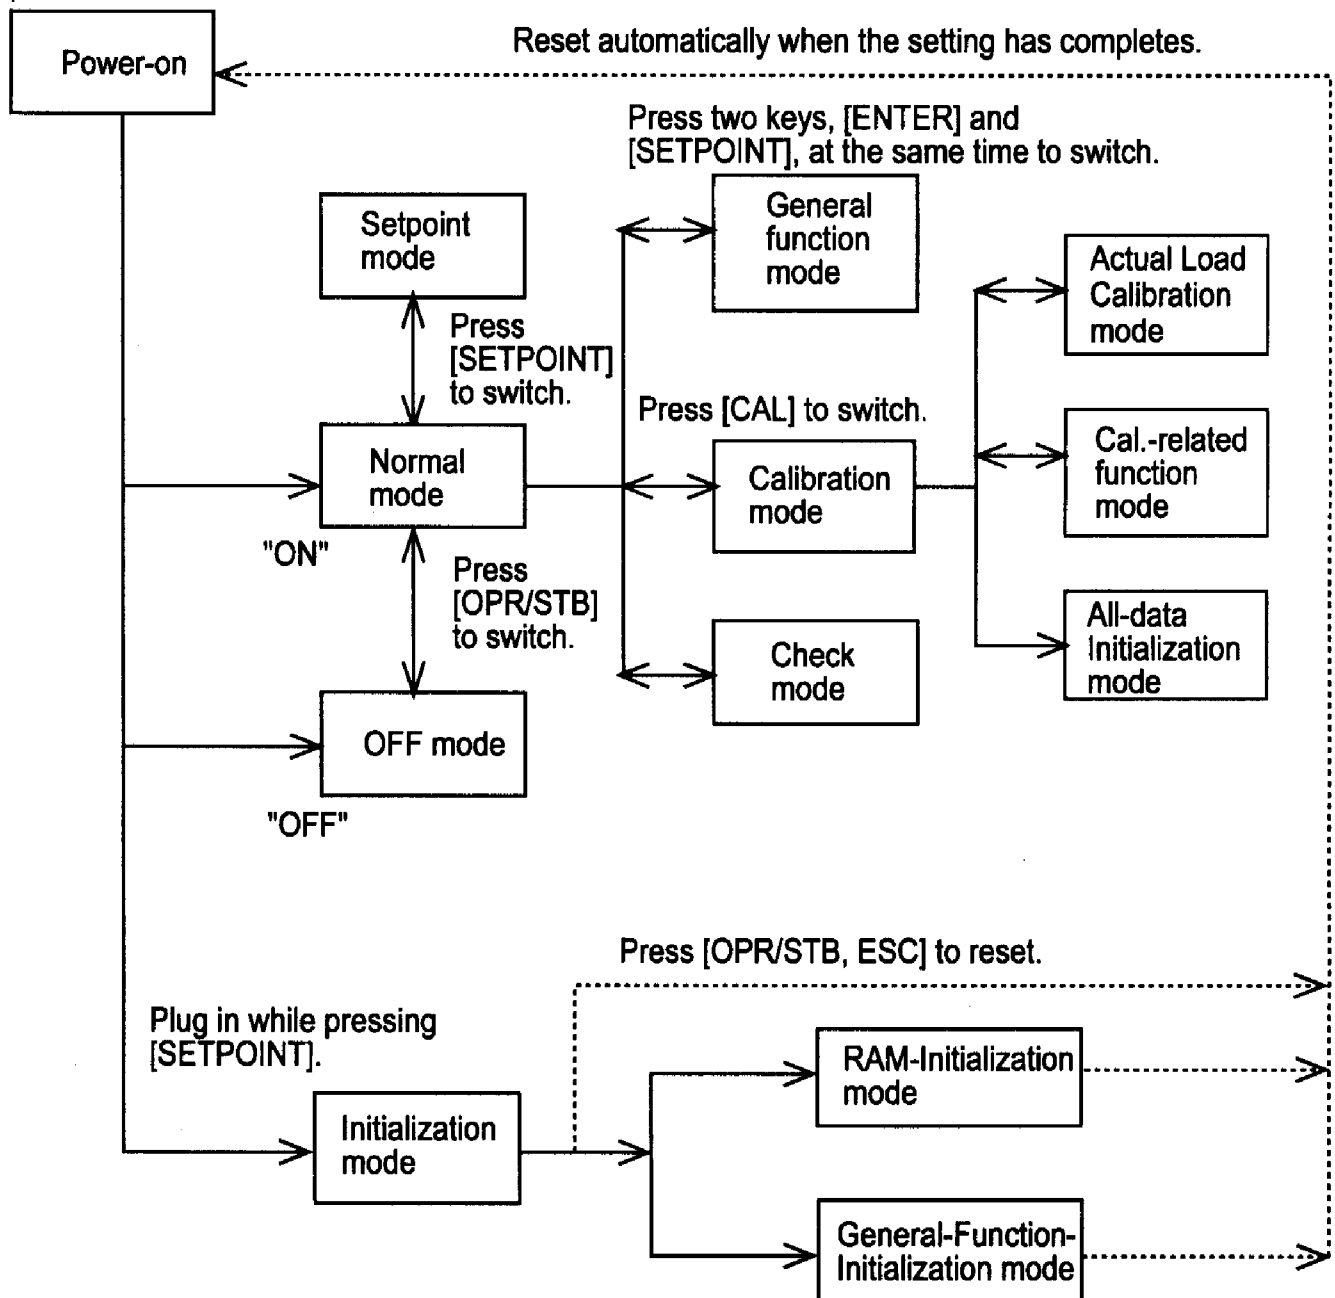 Power-on
Reset automatically when the setting has completes.
Press two keys, [ENTER] and
[SETPOINT], at the same time to switch.
Setpoint
mode
General
function
mode
Actual Load
Calibration
mode
Press
[SETPOINT]
to switch.
Press [CAL] to switch.
Normal
mode
"ON"
Calibration
mode
Cal.-related
function
mode
Press
[OPR/STB]
to switch.
Check
mode
All-data
Initialization
mode
OFF mode
"OFF"
Press [OPR/STB, ESC] to reset.
Plug in while pressing
[SETPOINT].
RAM-Initialization
mode
Initialization
mode
General-Function-
Initialization mode